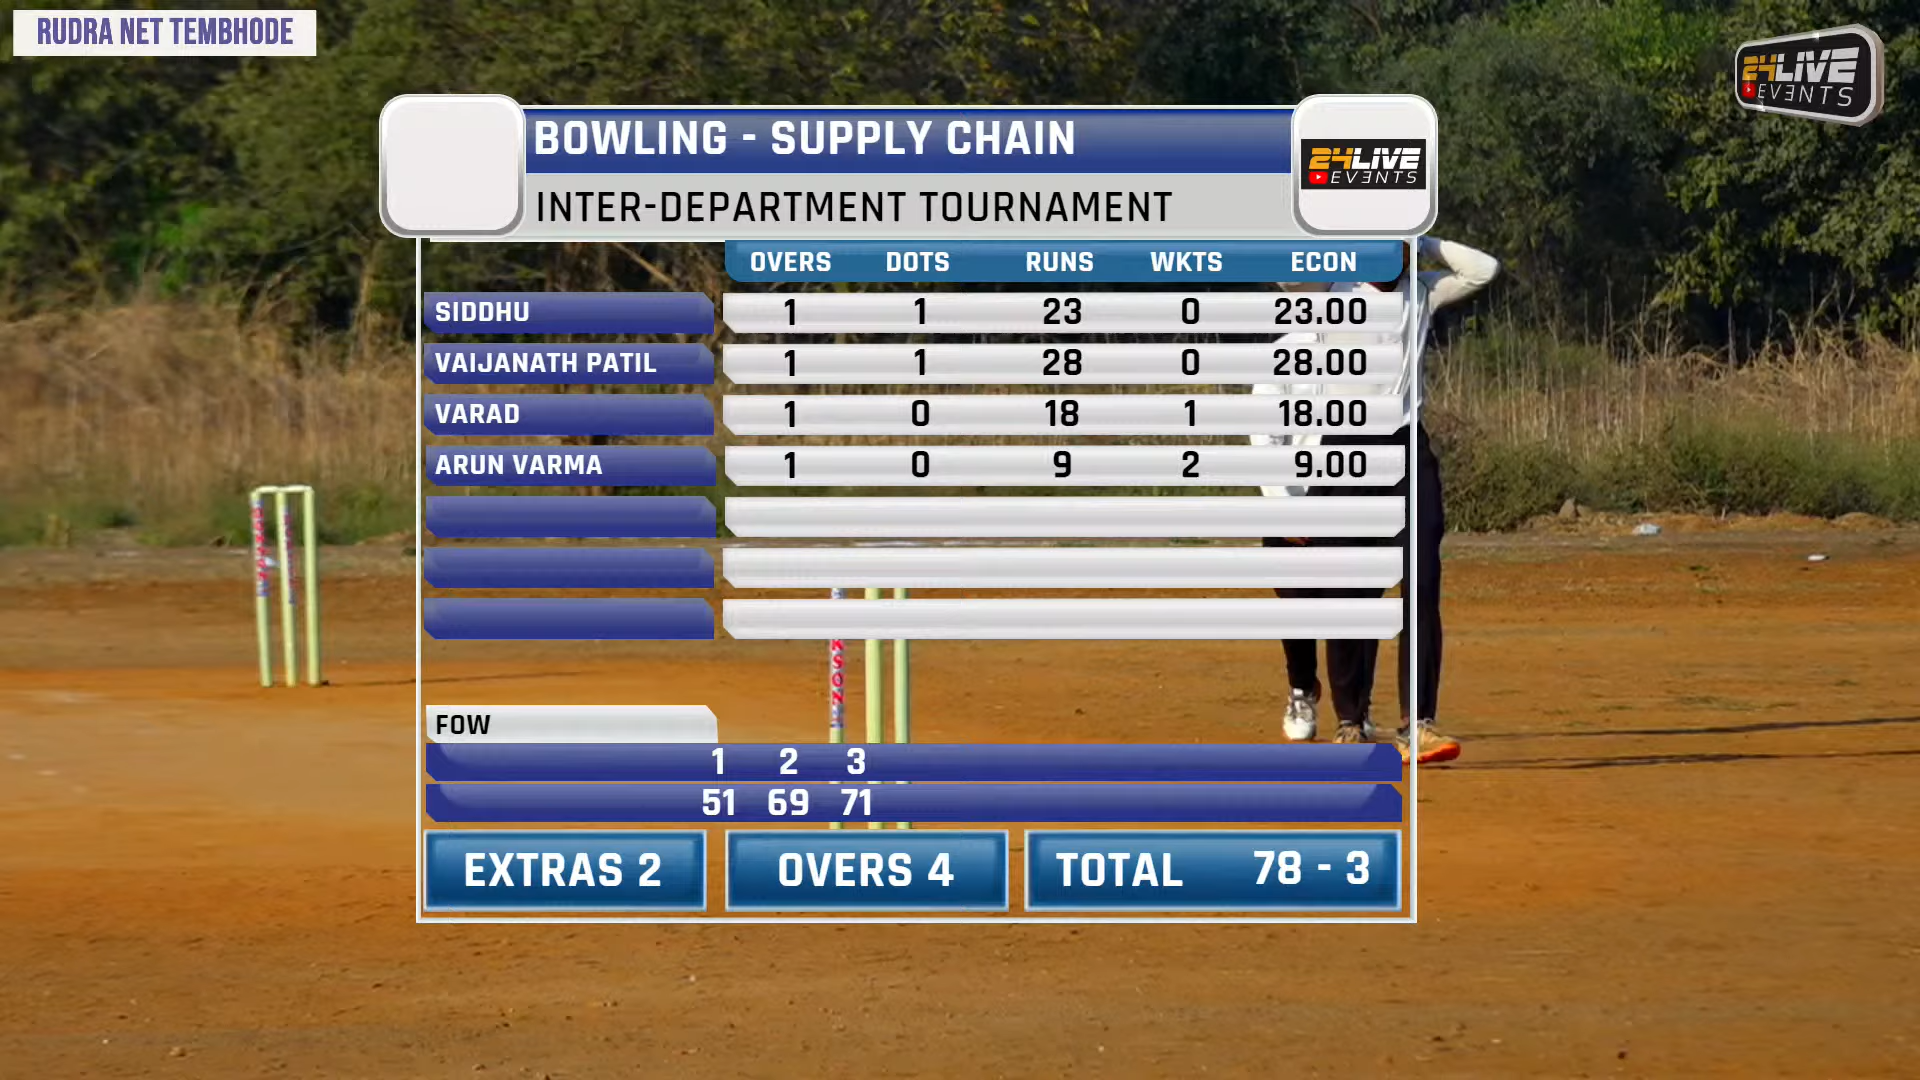 RUDRA NET TEMBHODE
24LIVE
EVENTS
BOWLING - SUPPLY CHAIN
INTER-DEPARTMENT TOURNAMENT
24LIVE
EVENTS
OVERS DOTS RUNS WKTS ECON
SIDDHU 1 1 23 0 23.00
VAIJANATH PATIL 1 1 28 0 28.00
VARAD 1 0 18 1 18.00
ARUN VARMA 1 0 9 2 9.00
KSON
FOW
1 2 3
51 69 71
EXTRAS 2 OVERS 4 TOTAL 78 - 3